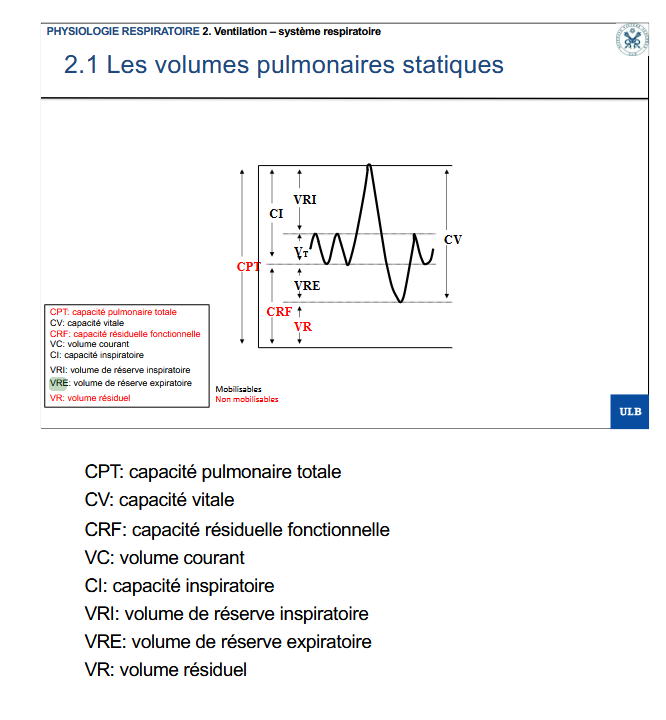 PHYSIOLOGIE RESPIRATOIRE 2. Ventilation – système respiratoire
2.1 Les volumes pulmonaires statiques
VRI
CI
CV
VT
CPT
VRE
CRF
VR
CPT: capacité pulmonaire totale
CV: capacité vitale
CRF: capacité résiduelle fonctionnelle
VC: volume courant
CI: capacité inspiratoire
VRI: volume de réserve inspiratoire
VRE: volume de réserve expiratoire
VR: volume résiduel
Mobilisables
Non mobilisables
ULB
CPT: capacité pulmonaire totale
CV: capacité vitale
CRF: capacité résiduelle fonctionnelle
VC: volume courant
CI: capacité inspiratoire
VRI: volume de réserve inspiratoire
VRE: volume de réserve expiratoire
VR: volume résiduel